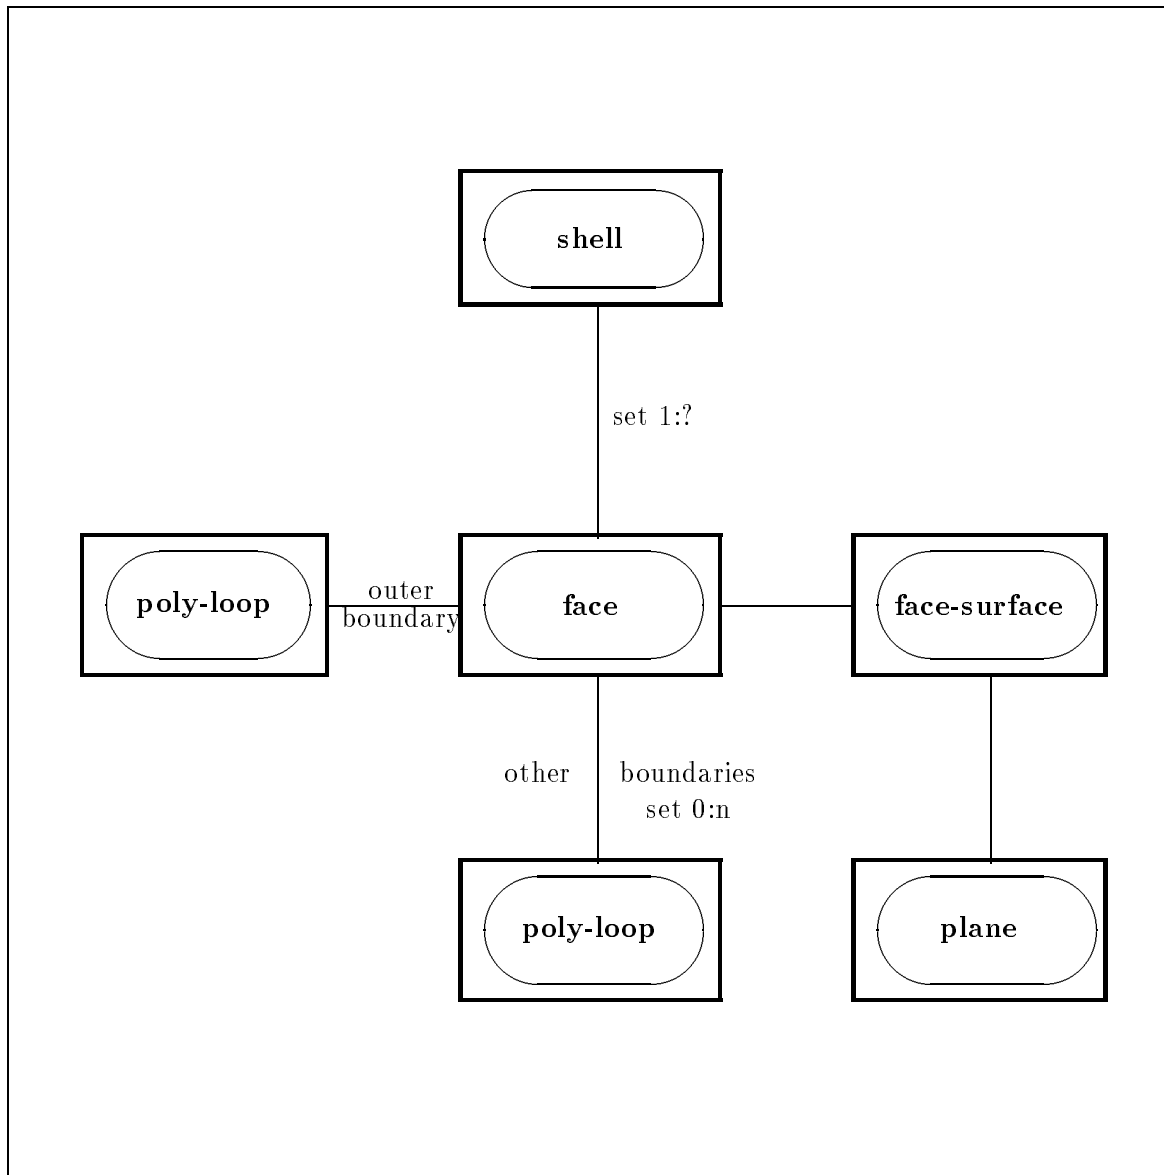 shell
set 1:?
outer
boundary
poly-loop
face
face-surface
other boundaries
set 0:n
poly-loop
plane